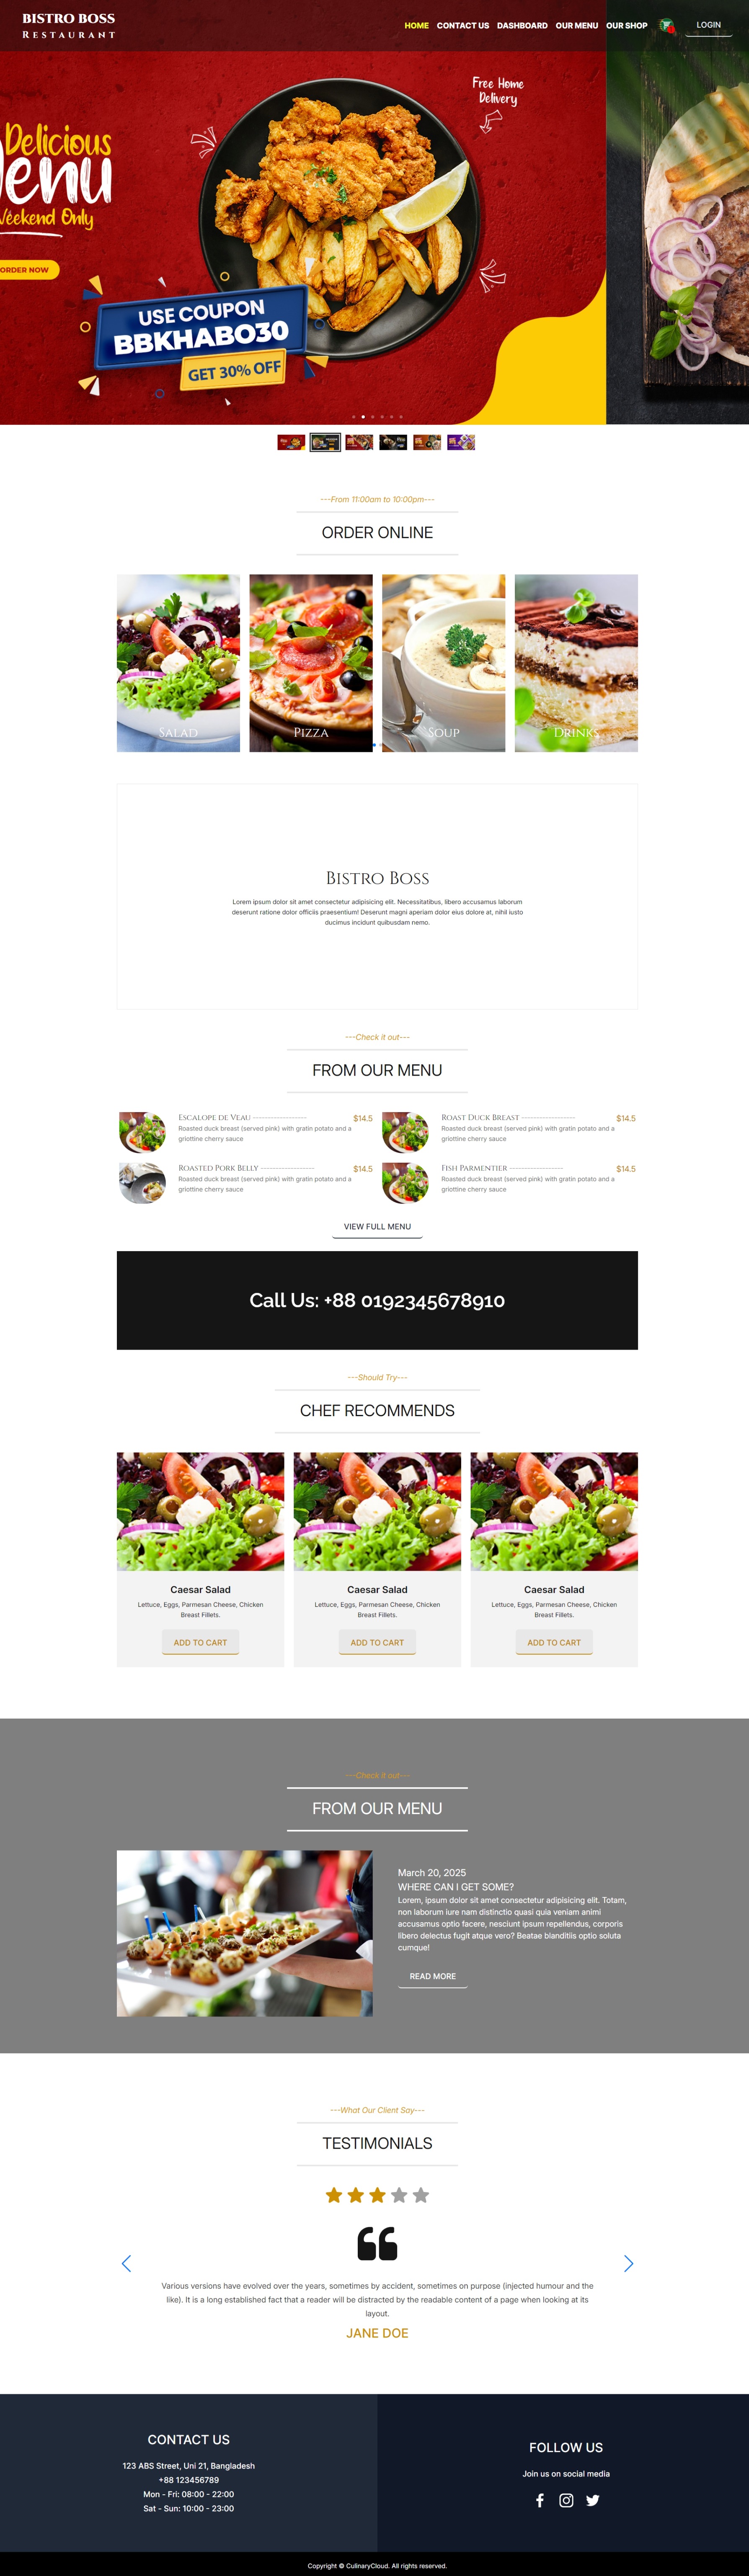 BISTRO BOSS
RESTAURANT
HOME CONTACT US DASHBOARD OUR MENU OUR SHOP LOGIN
Free Home
Delivery
Delicious
Weekend Only
ORDER NOW
USE COUPON
BBKHABO30
GET 30% OFF
---From 11:00am to 10:00pm---
ORDER ONLINE
SALAD
PIZZA
SOUP
DRINKS
BISTRO BOSS
Lorem ipsum dolor sit amet consectetur adipisicing elit. Necessitatibus, libero accusamus laborum
deserunt ratione dolor officiis praesentium! Deserunt magni aperiam dolor eius dolore at, nihil iusto
ducimus incidunt quibusdam nemo.
---Check it out---
FROM OUR MENU
ESCALOPE DE VEAU ------------------ $14.5
Roasted duck breast (served pink) with gratin potato and a
griottine cherry sauce
ROAST DUCK BREAST ------------------ $14.5
Roasted duck breast (served pink) with gratin potato and a
griottine cherry sauce
ROASTED PORK BELLY ------------------ $14.5
Roasted duck breast (served pink) with gratin potato and a
griottine cherry sauce
FISH PARMENTIER ------------------ $14.5
Roasted duck breast (served pink) with gratin potato and a
griottine cherry sauce
VIEW FULL MENU
Call Us: +88 0192345678910
---Should Try---
CHEF RECOMMENDS
Caesar Salad
Lettuce, Eggs, Parmesan Cheese, Chicken
Breast Fillets.
ADD TO CART
Caesar Salad
Lettuce, Eggs, Parmesan Cheese, Chicken
Breast Fillets.
ADD TO CART
Caesar Salad
Lettuce, Eggs, Parmesan Cheese, Chicken
Breast Fillets.
ADD TO CART
---Check it out---
FROM OUR MENU
March 20, 2025
WHERE CAN I GET SOME?
Lorem, ipsum dolor sit amet consectetur adipisicing elit. Totam,
non laborum iure nam distinctio quasi quia veniam animi
accusamus optio facere, nesciunt ipsum repellendus, corporis
libero delectus fugit atque vero? Beatae blanditiis optio soluta
cumque!
READ MORE
---What Our Client Say---
TESTIMONIALS
Various versions have evolved over the years, sometimes by accident, sometimes on purpose (injected humour and the
like). It is a long established fact that a reader will be distracted by the readable content of a page when looking at its
layout.
JANE DOE
CONTACT US
123 ABS Street, Uni 21, Bangladesh
+88 123456789
Mon - Fri: 08:00 - 22:00
Sat - Sun: 10:00 - 23:00
FOLLOW US
Join us on social media
Copyright © CulinaryCloud. All rights reserved.